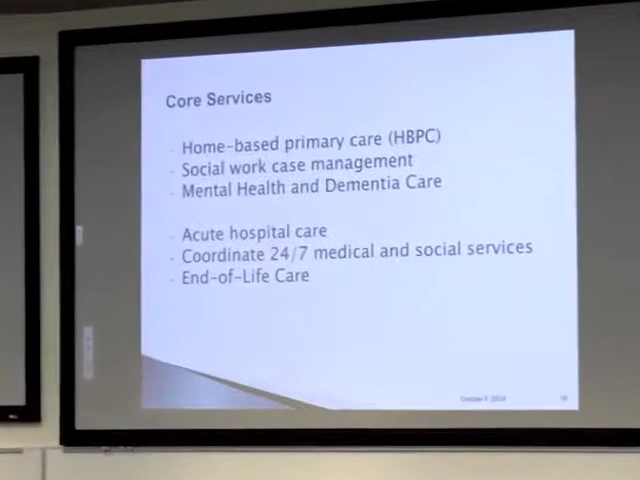 Core Services
- Home-based primary care (HBPC)
- Social work case management
- Mental Health and Dementia Care
- Acute hospital care
- Coordinate 24/7 medical and social services
- End-of-Life Care